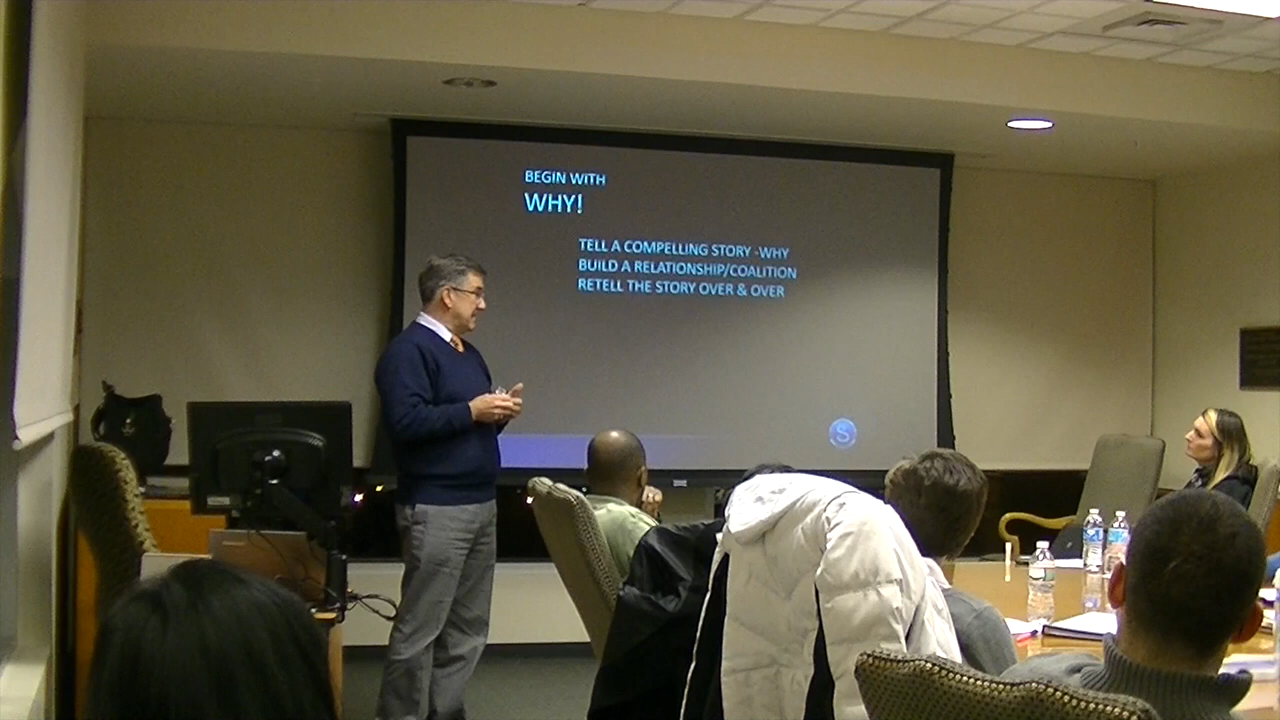 BEGIN WITH
WHY!
TELL A COMPELLING STORY -WHY
BUILD A RELATIONSHIP/COALITION
RETELL THE STORY OVER & OVER
S